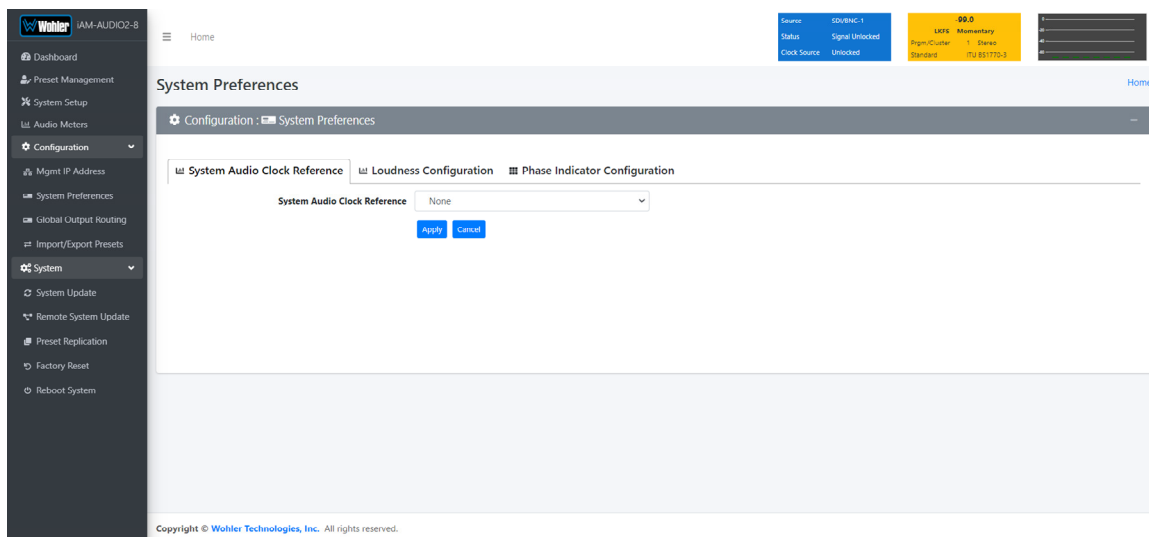 Wohler iAM-AUDIO2-8
Dashboard
Preset Management
System Setup
Audio Meters
Configuration
Mgmt IP Address
System Preferences
Global Output Routing
Import/Export Presets
System
System Update
Remote System Update
Preset Replication
Factory Reset
Reboot System
Home
Source SDI/BNC-1
Status Signal Unlocked
Clock Source Unlocked
-99.0
LKFS Momentary
Prgm/Cluster 1 Stereo
Standard ITU BS1770-3
System Preferences
Home
Configuration : System Preferences
System Audio Clock Reference Loudness Configuration Phase Indicator Configuration
System Audio Clock Reference None
Apply Cancel
Copyright © Wohler Technologies, Inc. All rights reserved.